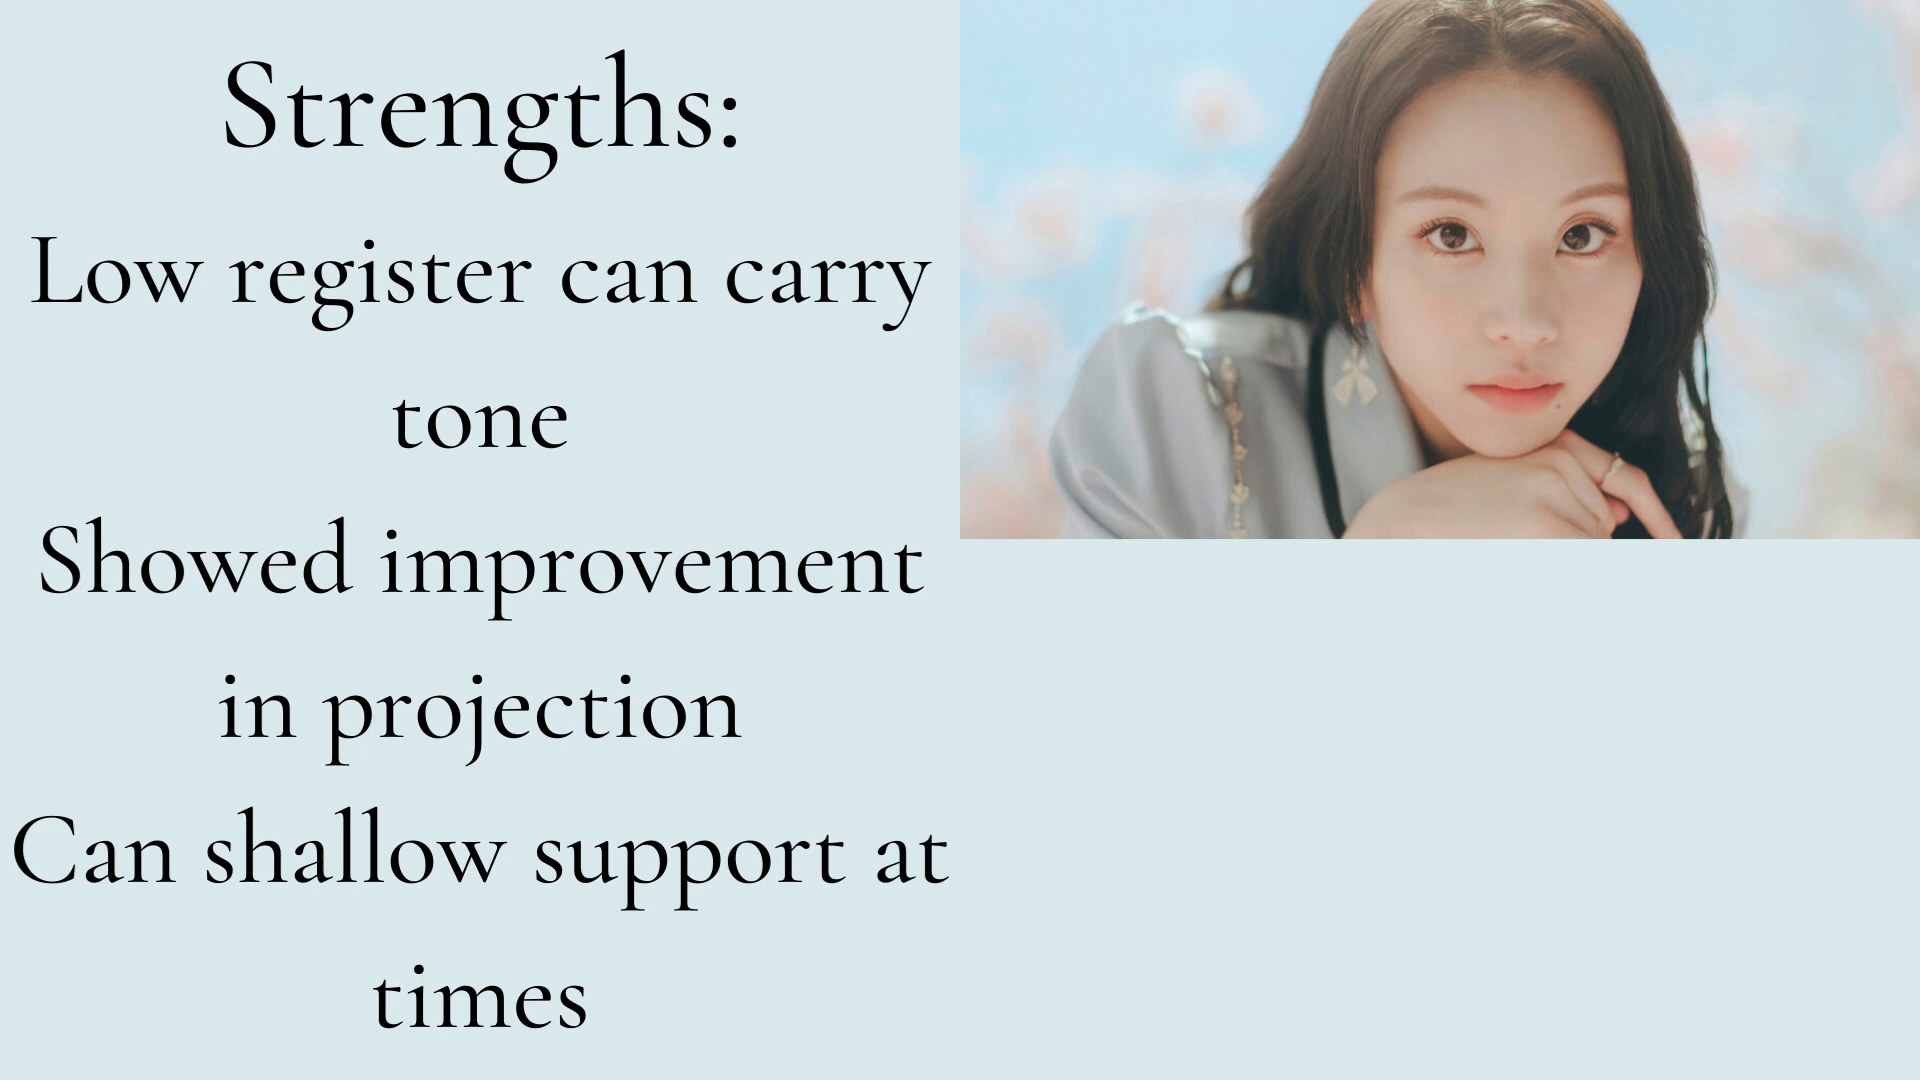 Strengths:
Low register can carry
tone
Showed improvement
in projection
Can shallow support at
times